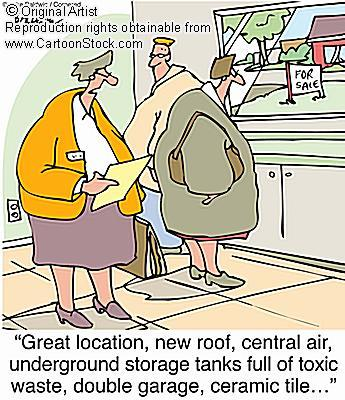 © Original Artist
Reproduction rights obtainable from
www.CartoonStock.com
FOR
SALE
“Great location, new roof, central air,
underground storage tanks full of toxic
waste, double garage, ceramic tile…”